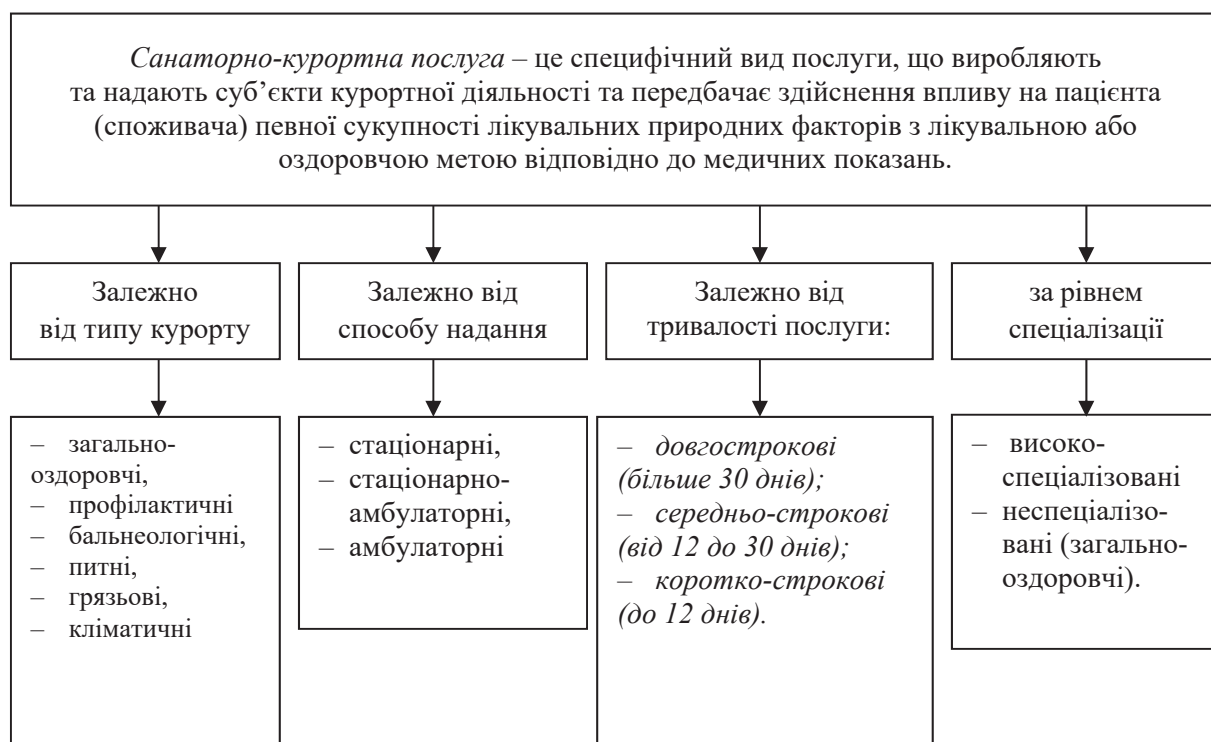 Санаторно-курортна послуга – це специфічний вид послуги, що виробляють
та надають суб’єкти курортної діяльності та передбачає здійснення впливу на пацієнта
(споживача) певної сукупності лікувальних природних факторів з лікувальною або
оздоровчою метою відповідно до медичних показань.
Залежно
від типу курорту
Залежно від
способу надання
Залежно від
тривалості послуги:
за рівнем
спеціалізації
– загально-
оздоровчі,
– профілактичні
– бальнеологічні,
– питні,
– грязьові,
– кліматичні
– стаціонарні,
– стаціонарно-
амбулаторні,
– амбулаторні
– довгострокові
(більше 30 днів);
– середньо-строкові
(від 12 до 30 днів);
– коротко-строкові
(до 12 днів).
– високо-
спеціалізовані
– неспеціалізо-
вані (загально-
оздоровчі).